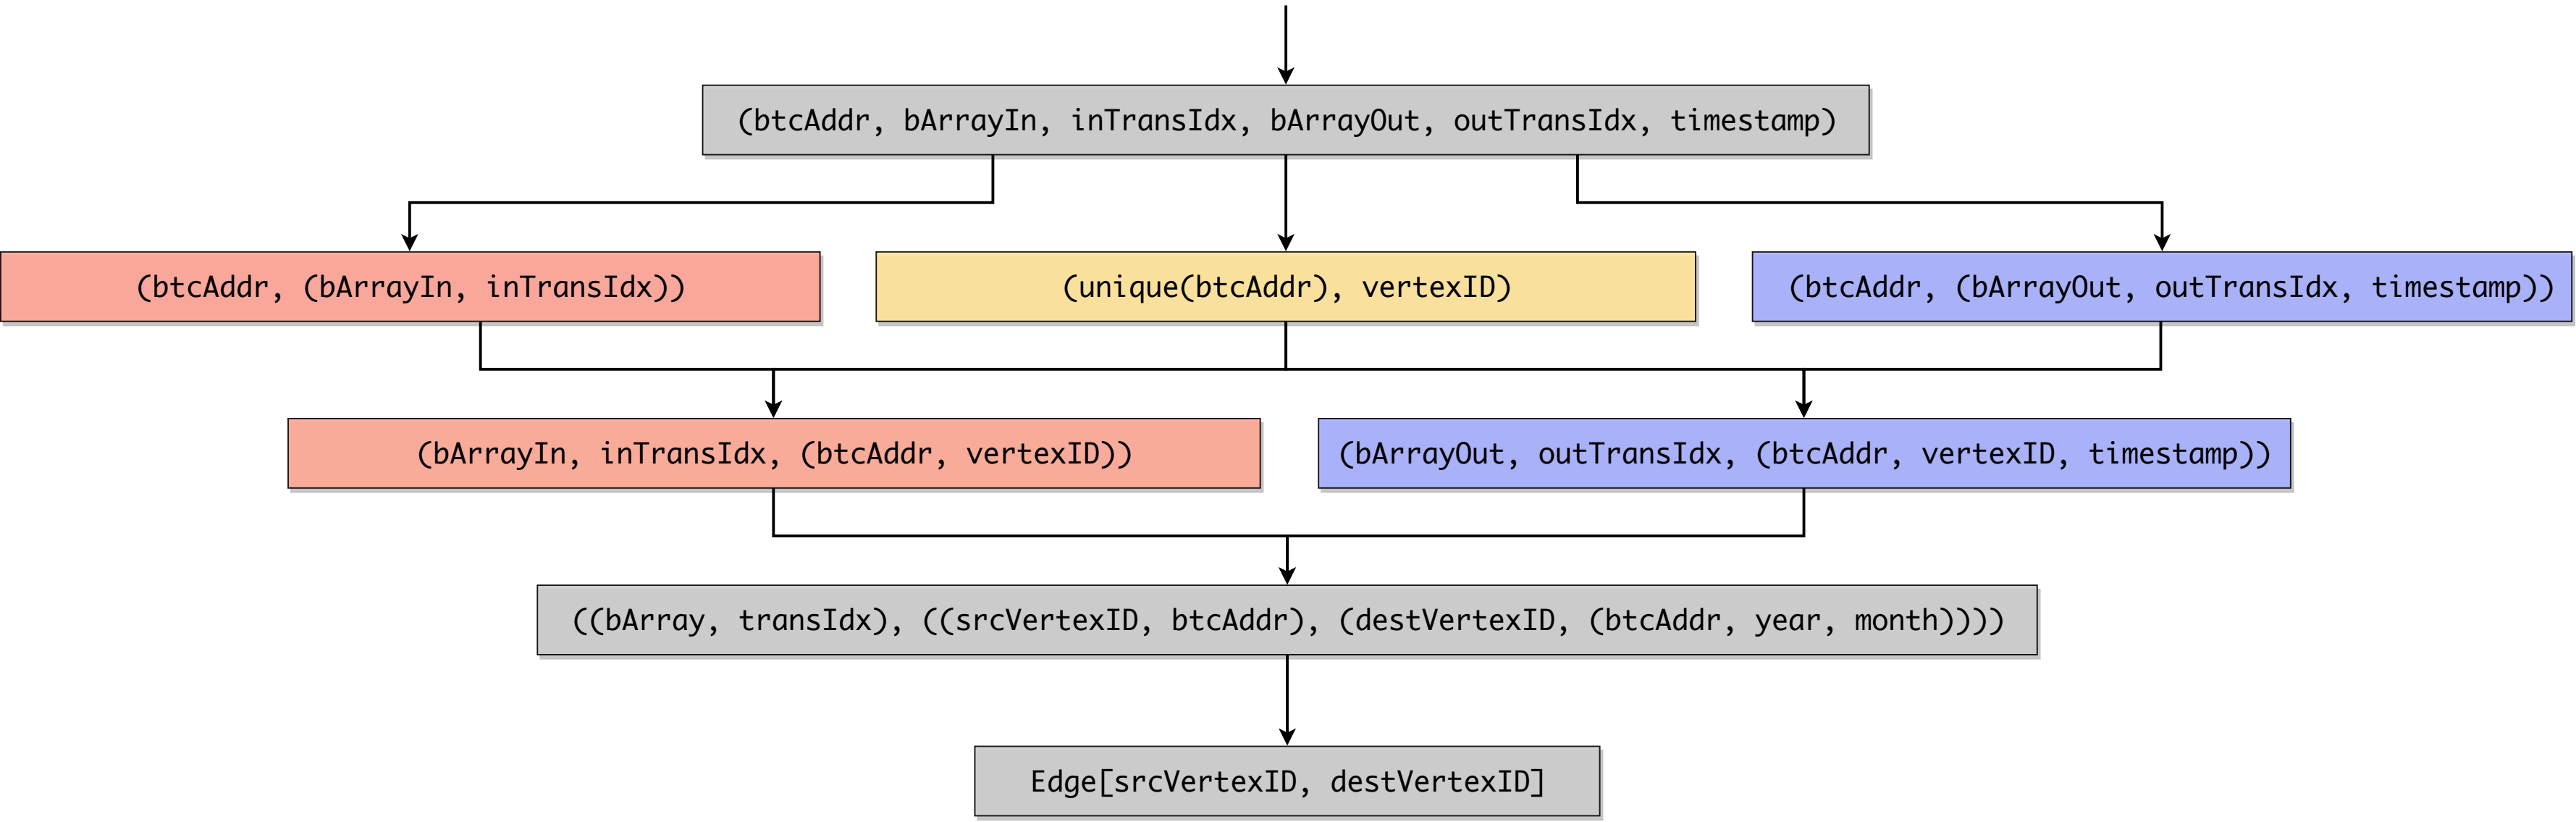 (btcAddr, bArrayIn, inTransIdx, bArrayOut, outTransIdx, timestamp)
(btcAddr, (bArrayIn, inTransIdx))
(unique(btcAddr), vertexID)
(btcAddr, (bArrayOut, outTransIdx, timestamp))
(bArrayIn, inTransIdx, (btcAddr, vertexID))
(bArrayOut, outTransIdx, (btcAddr, vertexID, timestamp))
((bArray, transIdx), ((srcVertexID, btcAddr), (destVertexID, (btcAddr, year, month))))
Edge[srcVertexID, destVertexID]